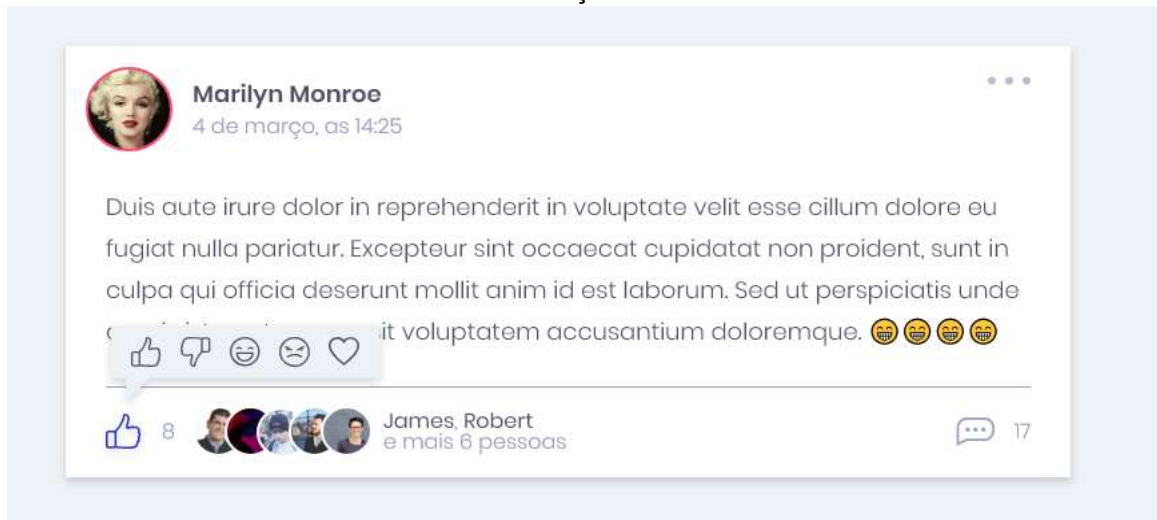 Marilyn Monroe
4 de março, as 14:25
Duis aute irure dolor in reprehenderit in voluptate velit esse cillum dolore eu
fugiat nulla pariatur. Excepteur sint occaecat cupidatat non proident, sunt in
culpa qui officia deserunt mollit anim id est laborum. Sed ut perspiciatis unde
voluptatem accusantium doloremque. 😁😁😁😁
8
James, Robert
e mais 6 pessoas
17